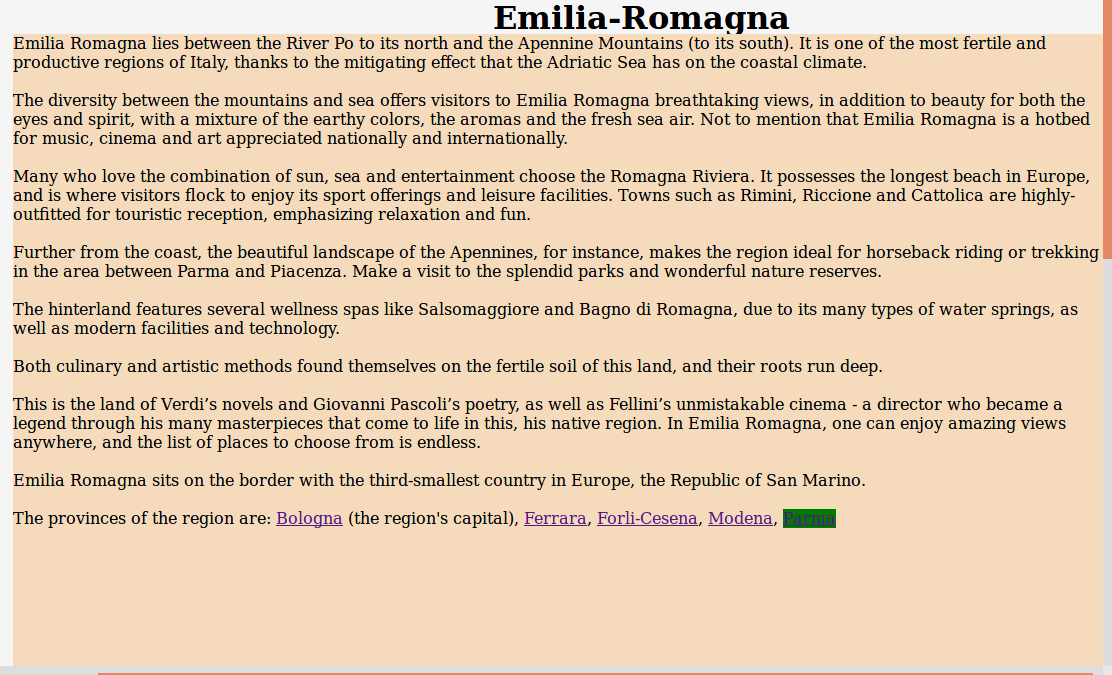 Emilia-Romagna
Emilia Romagna lies between the River Po to its north and the Apennine Mountains (to its south). It is one of the most fertile and
productive regions of Italy, thanks to the mitigating effect that the Adriatic Sea has on the coastal climate.
The diversity between the mountains and sea offers visitors to Emilia Romagna breathtaking views, in addition to beauty for both the
eyes and spirit, with a mixture of the earthy colors, the aromas and the fresh sea air. Not to mention that Emilia Romagna is a hotbed
for music, cinema and art appreciated nationally and internationally.
Many who love the combination of sun, sea and entertainment choose the Romagna Riviera. It possesses the longest beach in Europe,
and is where visitors flock to enjoy its sport offerings and leisure facilities. Towns such as Rimini, Riccione and Cattolica are highly-
outfitted for touristic reception, emphasizing relaxation and fun.
Further from the coast, the beautiful landscape of the Apennines, for instance, makes the region ideal for horseback riding or trekking
in the area between Parma and Piacenza. Make a visit to the splendid parks and wonderful nature reserves.
The hinterland features several wellness spas like Salsomaggiore and Bagno di Romagna, due to its many types of water springs, as
well as modern facilities and technology.
Both culinary and artistic methods found themselves on the fertile soil of this land, and their roots run deep.
This is the land of Verdi’s novels and Giovanni Pascoli’s poetry, as well as Fellini’s unmistakable cinema - a director who became a
legend through his many masterpieces that come to life in this, his native region. In Emilia Romagna, one can enjoy amazing views
anywhere, and the list of places to choose from is endless.
Emilia Romagna sits on the border with the third-smallest country in Europe, the Republic of San Marino.
The provinces of the region are: Bologna (the region's capital), Ferrara, Forli-Cesena, Modena, Parma